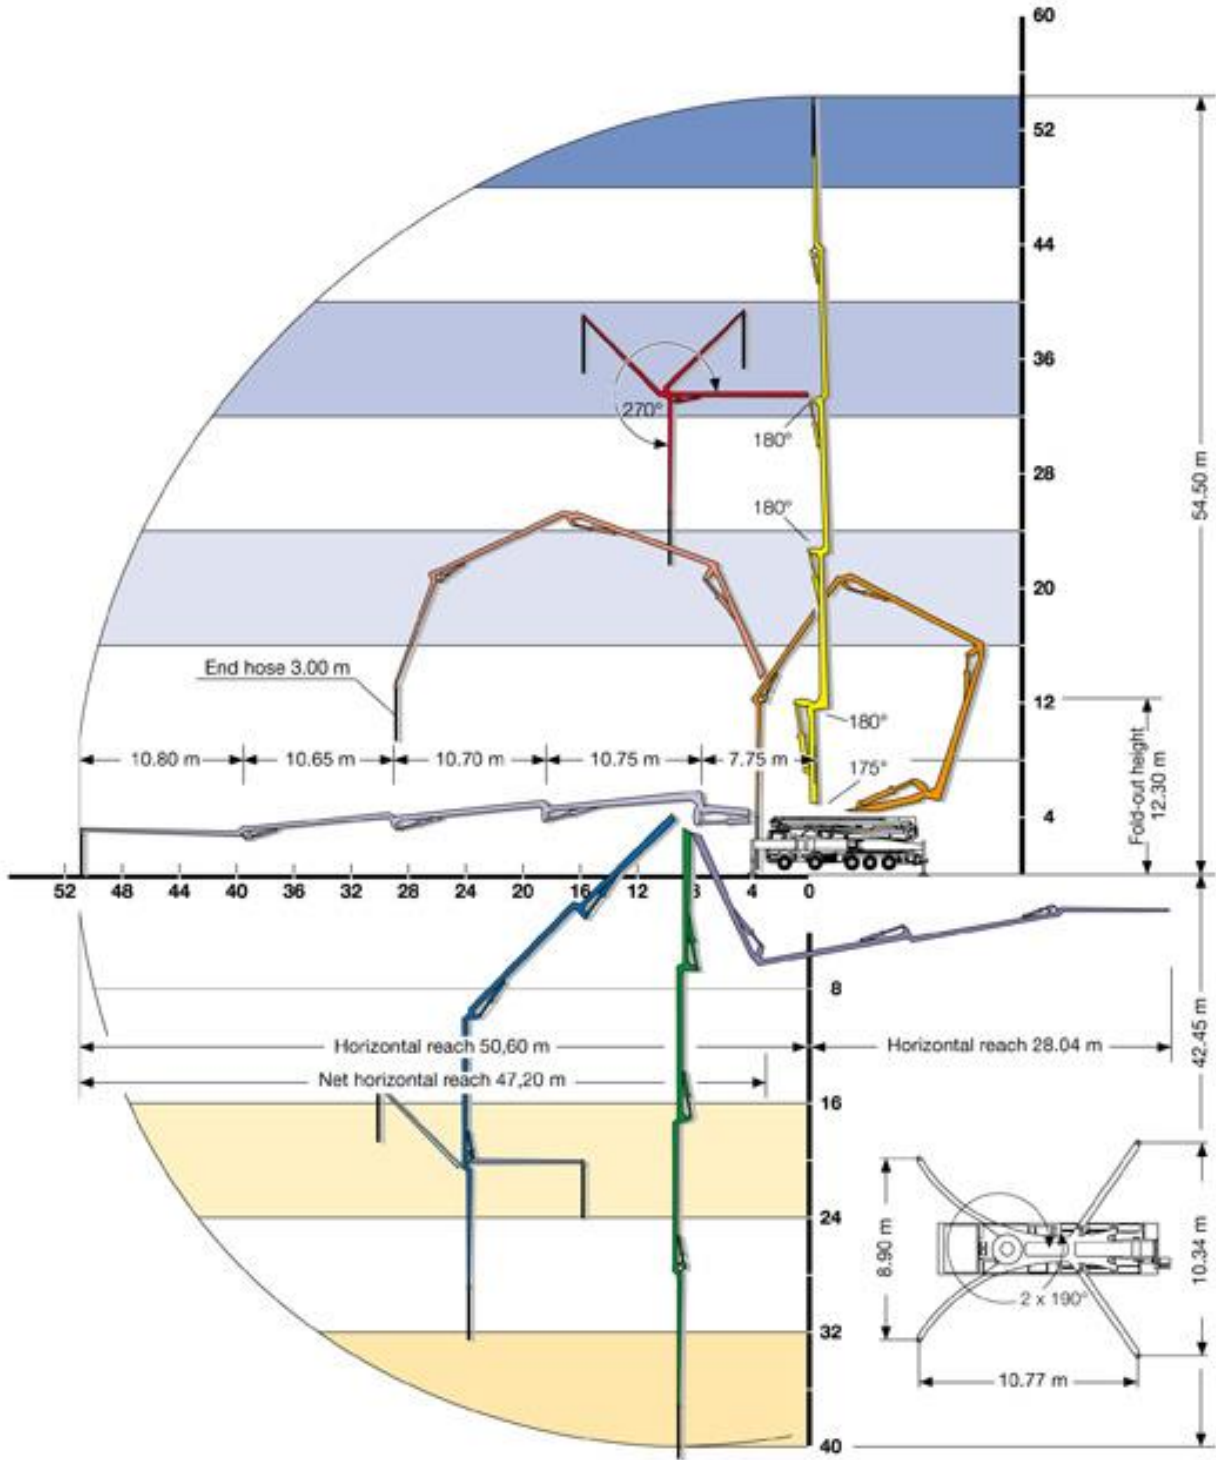 60
52
44
36
270°
180°
28
54.50 m
180°
20
End hose 3.00 m
12
180°
10.80 m
10.65 m
10.70 m
10.75 m
7.75 m
175°
Fold-out height
12.30 m
4
52 48 44 40 36 32 28 24 20 16 12 8 4 0
8
Horizontal reach 50,60 m
Horizontal reach 28.04 m
42.45 m
Net horizontal reach 47,20 m
16
24
8.90 m
10.34 m
2 x 190°
32
10.77 m
40